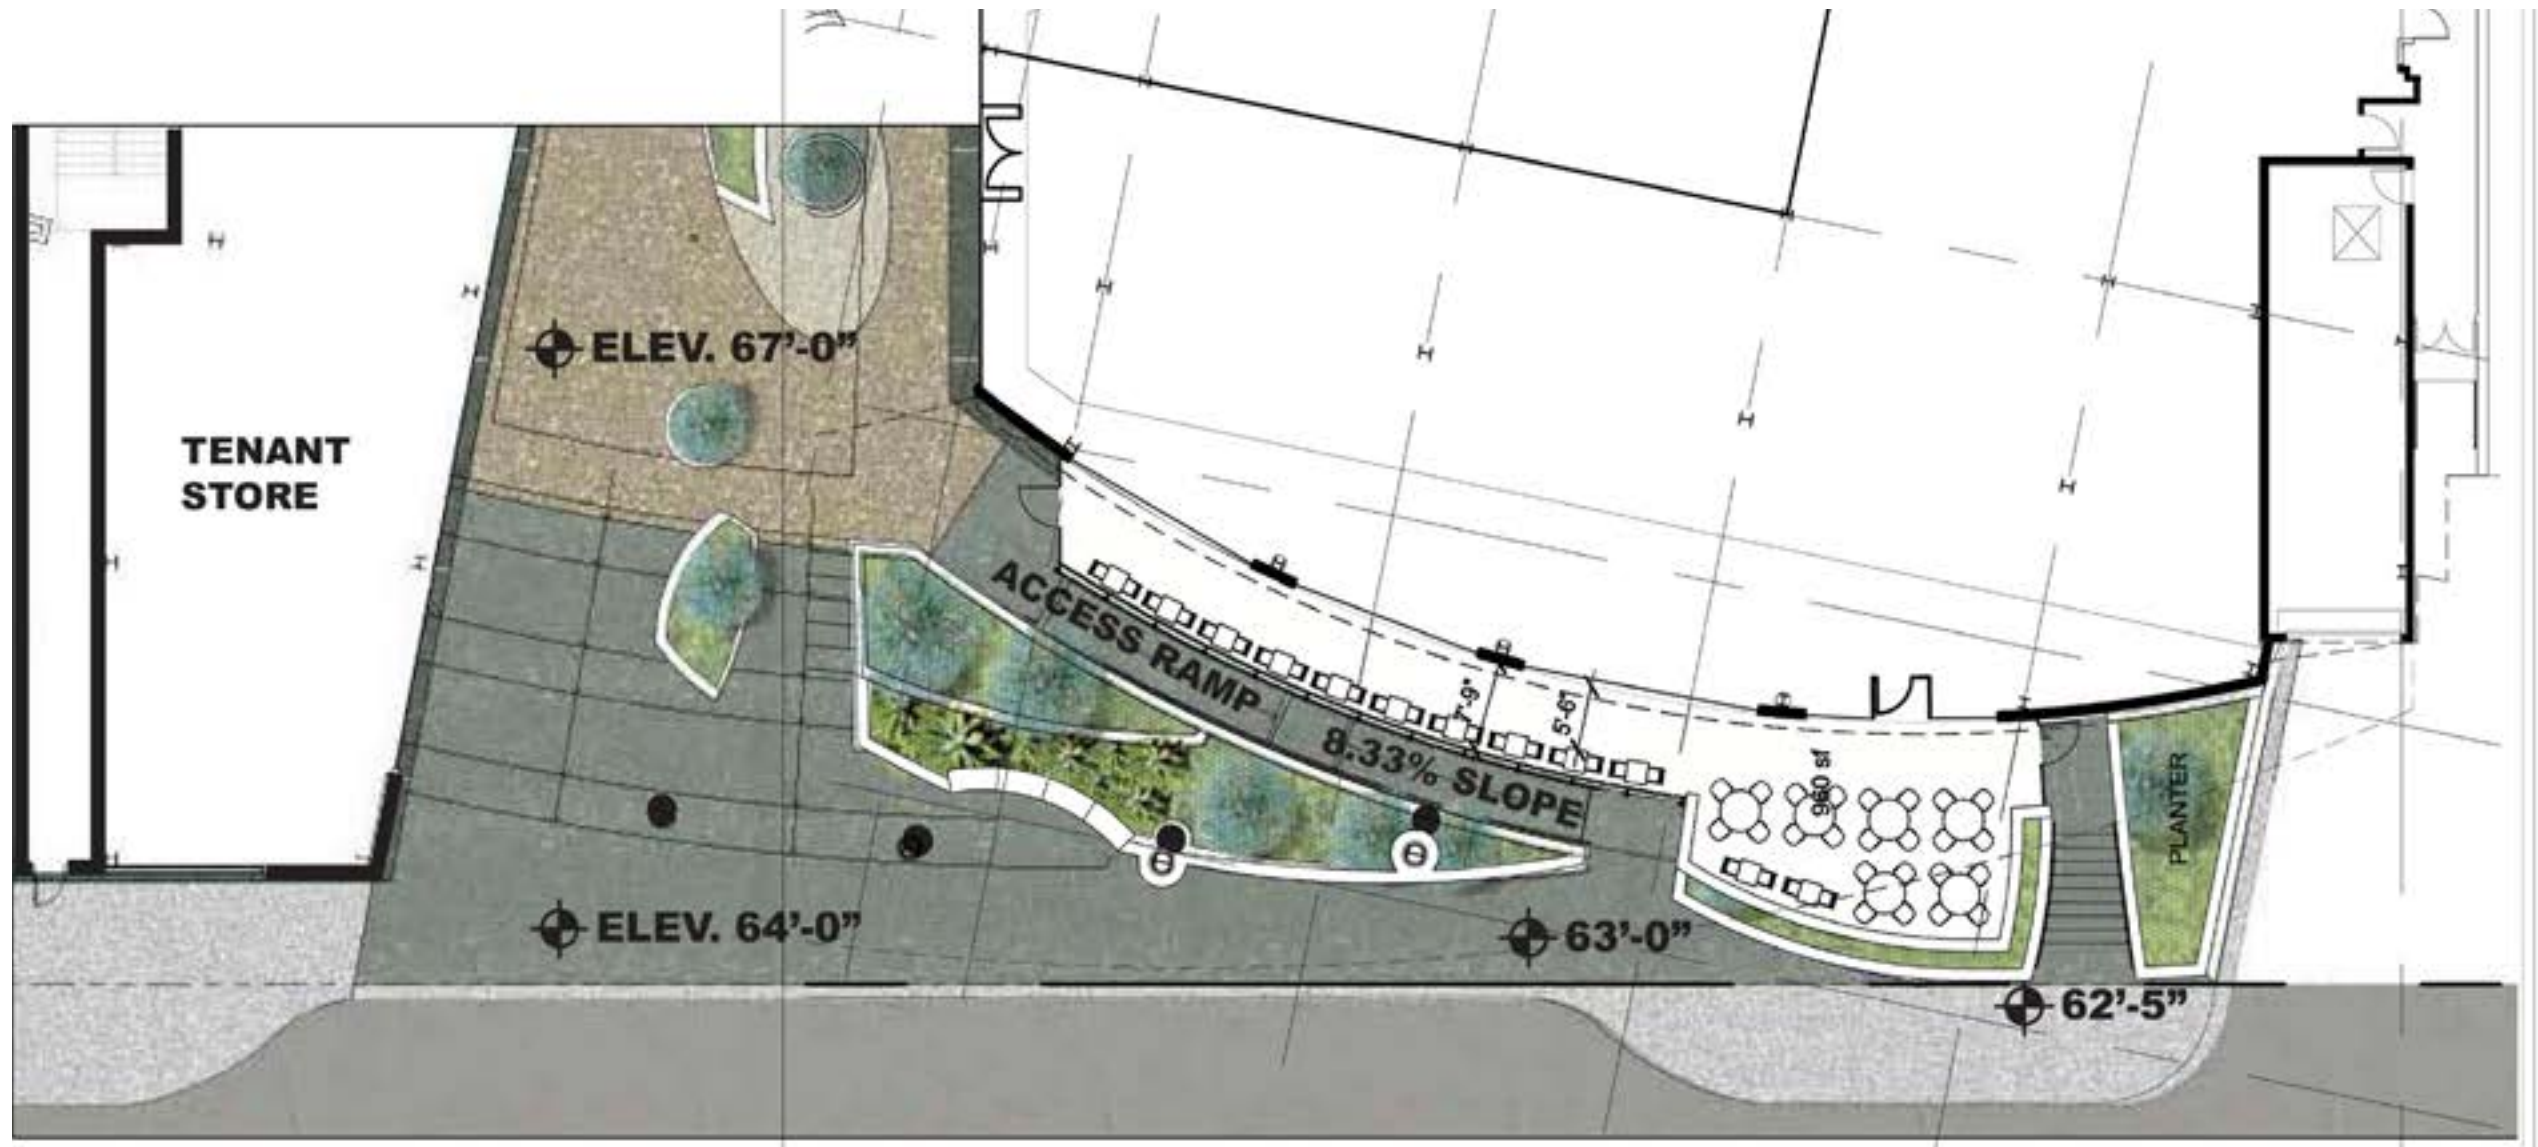 ELEV. 67'-0”
TENANT
STORE
ACCESS RAMP
8.33% SLOPE
7'-9"
5'-6"
960 sf
PLANTER
ELEV. 64'-0”
63'-0”
62'-5”